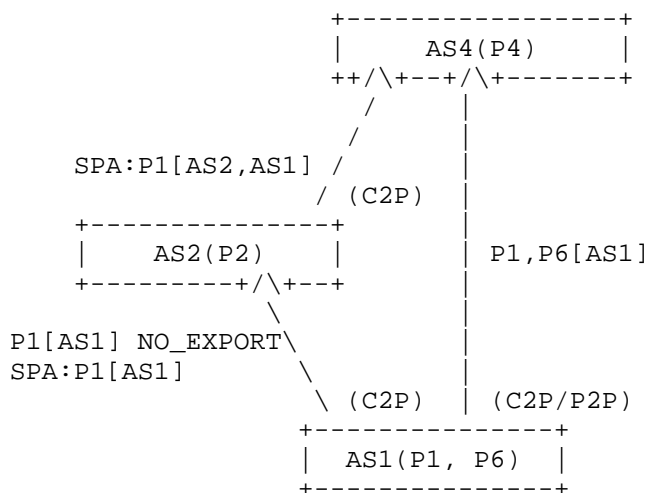 AS4(P4)
SPA:P1[AS2,AS1]
(C2P)
AS2(P2)
P1,P6[AS1]
P1[AS1] NO_EXPORT
SPA:P1[AS1]
(C2P) (C2P/P2P)
AS1(P1, P6)